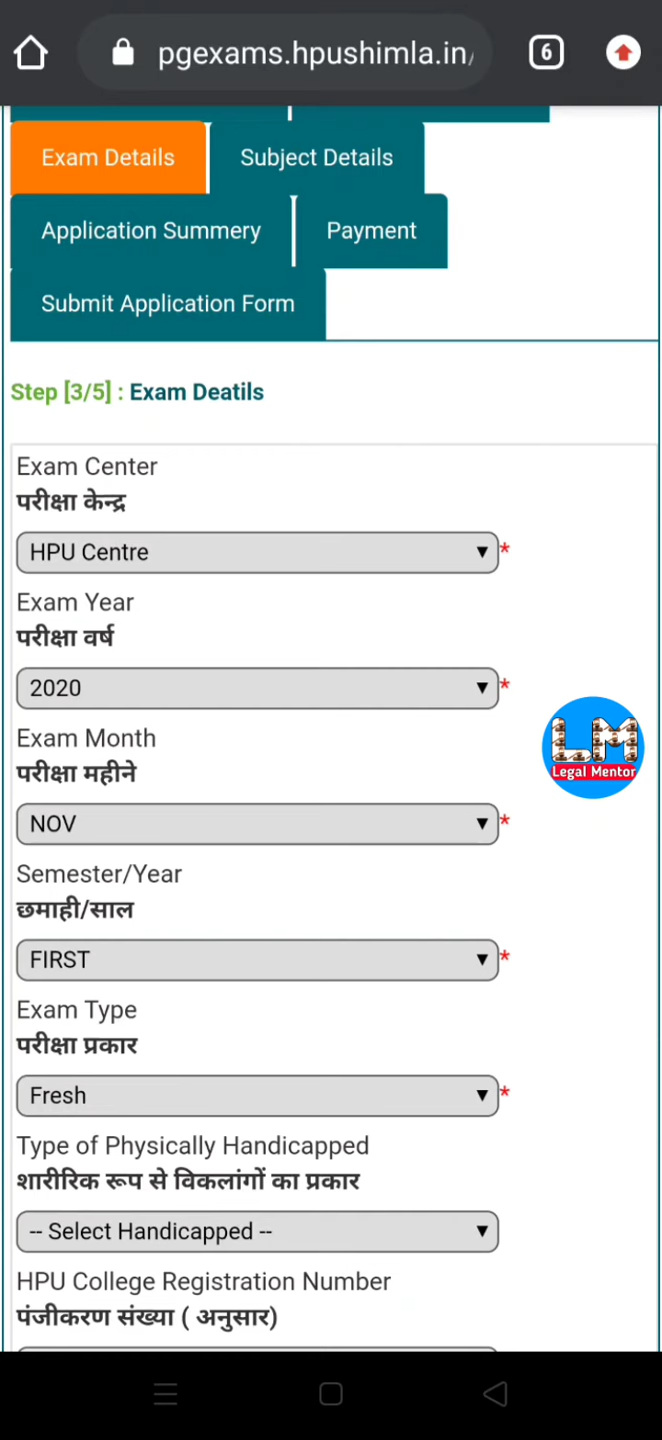 pgexams.hpushimla.in/
6
Exam Details
Subject Details
Application Summery
Payment
Submit Application Form
Step [3/5] : Exam Deatils
Exam Center
परीक्षा केन्द्र
HPU Centre
*
Exam Year
परीक्षा वर्ष
2020
*
Exam Month
परीक्षा महीने
NOV
*
Semester/Year
छमाही/साल
FIRST
*
Exam Type
परीक्षा प्रकार
Fresh
*
Type of Physically Handicapped
शारीरिक रूप से विकलांगों का प्रकार
-- Select Handicapped --
HPU College Registration Number
पंजीकरण संख्या ( अनुसार)
LM
Legal Mentor